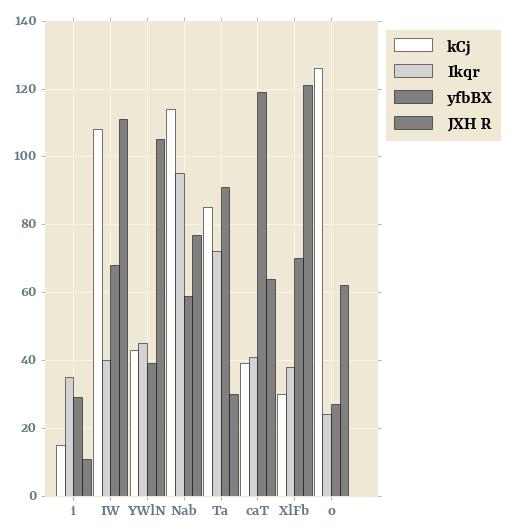 140
120
100
80
60
40
20
0
i IW YWlN Nab Ta caT XlFb o
kCj
Ikqr
yfbBX
JXH R